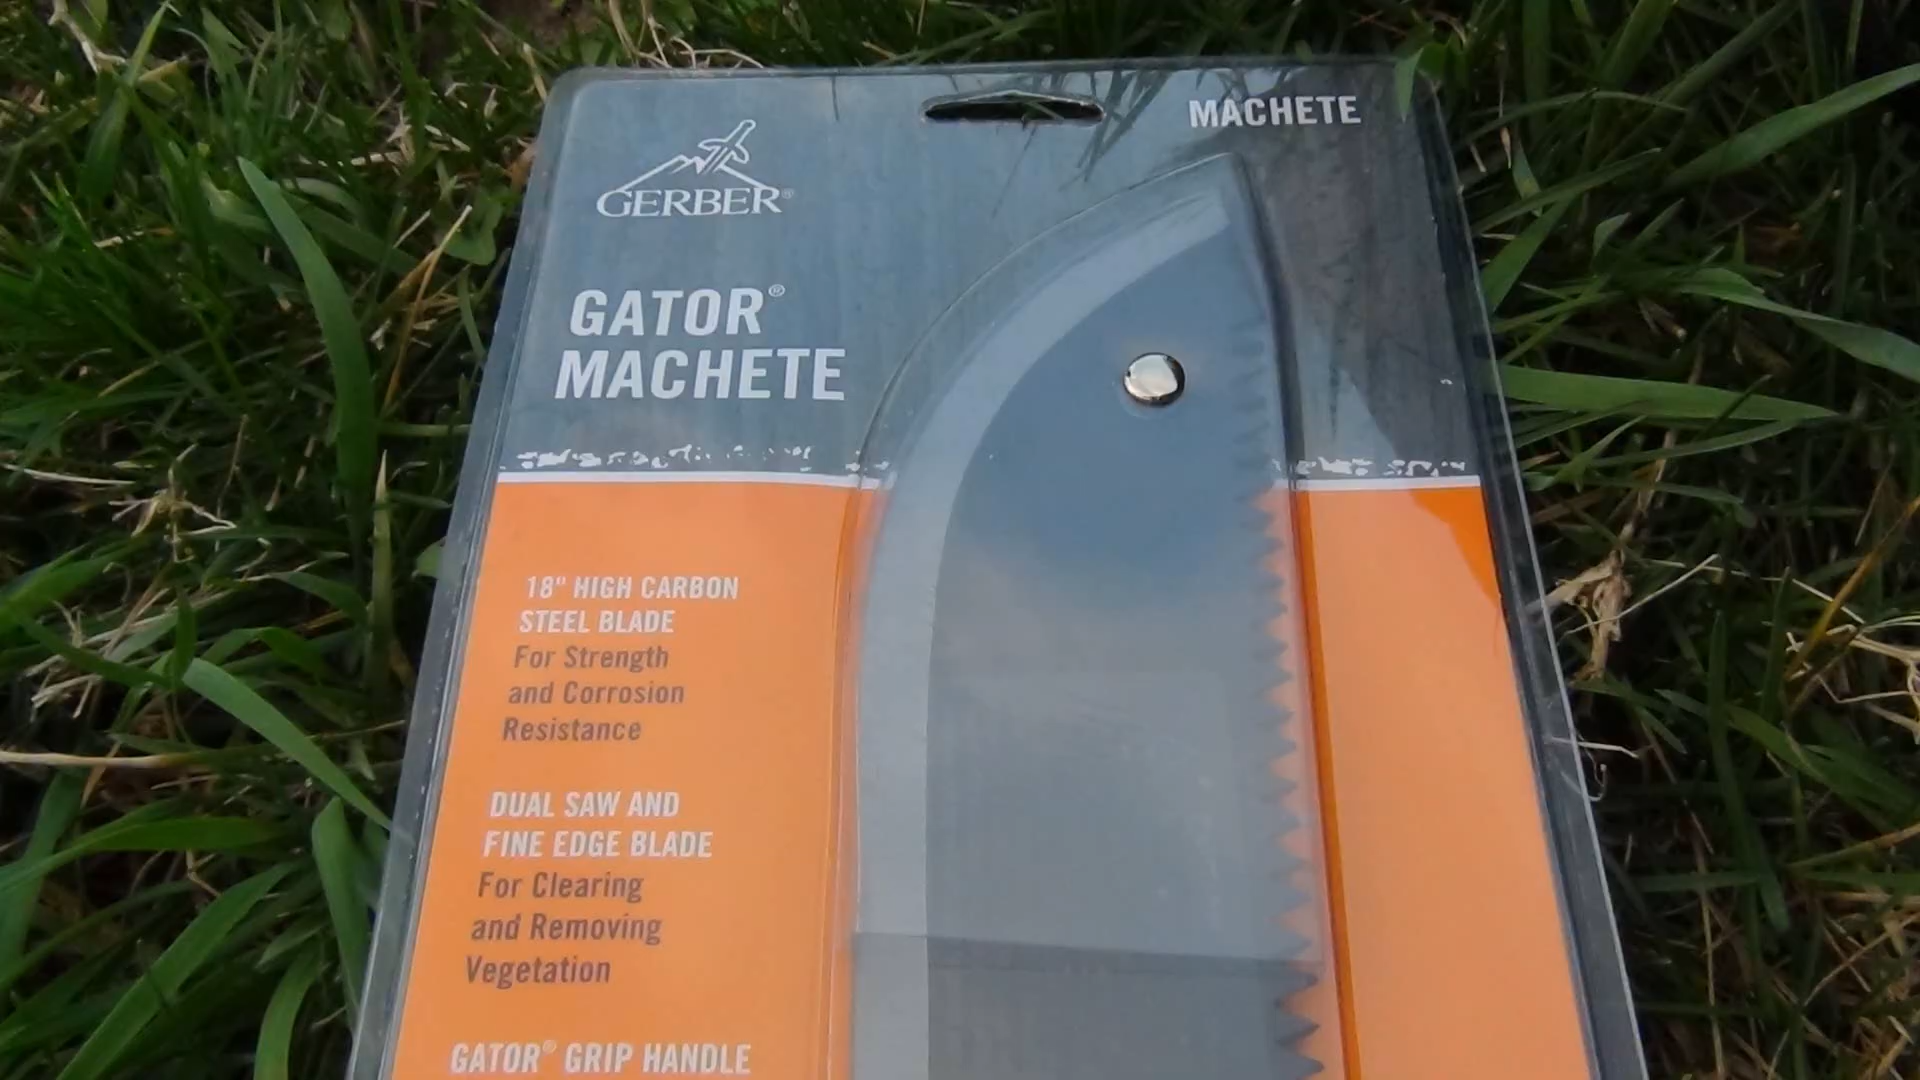 MACHETE
GERBER®
GATOR®
MACHETE
18" HIGH CARBON
STEEL BLADE
For Strength
and Corrosion
Resistance
DUAL SAW AND
FINE EDGE BLADE
For Clearing
and Removing
Vegetation
GATOR® GRIP HANDLE